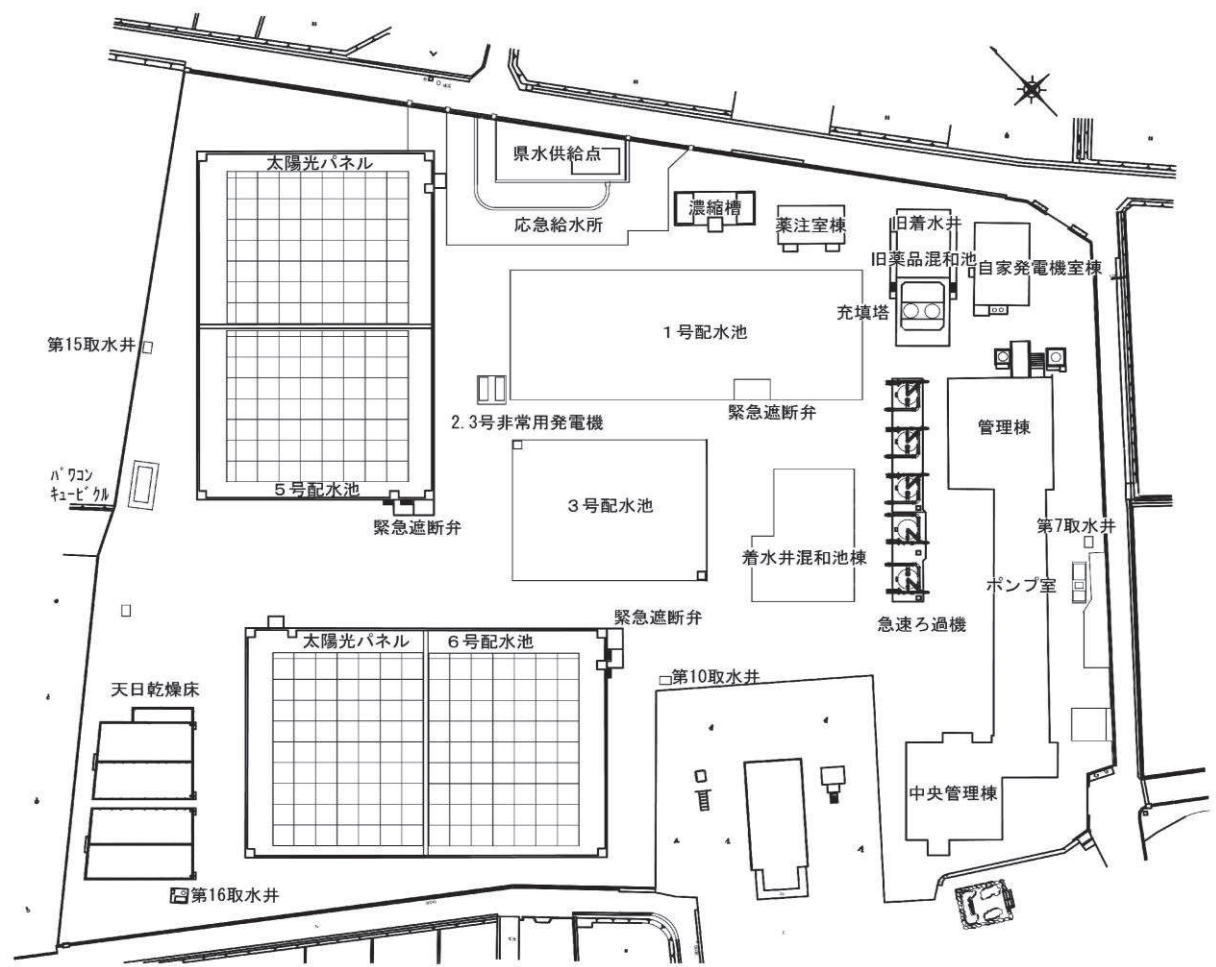 太陽光パネル
県水供給点
応急給水所
濃縮槽
薬注室棟
旧着水井
旧薬品混和池
自家発電機室棟
充填塔
1号配水池
第15取水井
緊急遮断弁
2.3号非常用発電機
管理棟
パワコン
キュービクル
5号配水池
緊急遮断弁
3号配水池
着水井混和池棟
第7取水井
ポンプ室
急速ろ過機
緊急遮断弁
太陽光パネル
6号配水池
第10取水井
天日乾燥床
中央管理棟
第16取水井